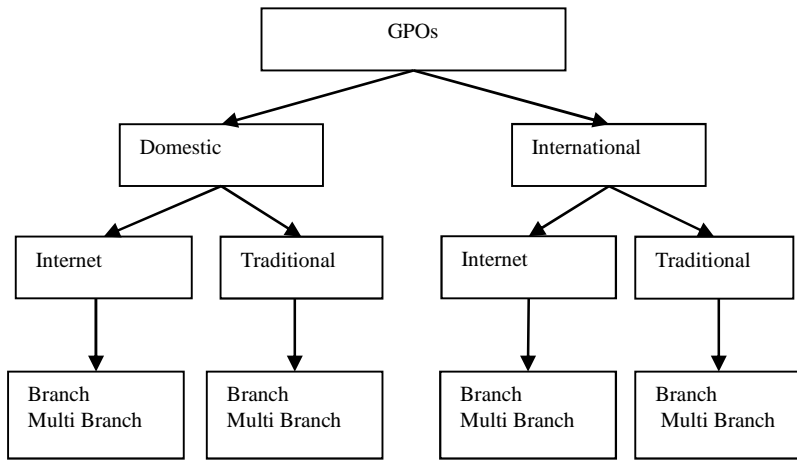 GPOs
Domestic
International
Internet
Traditional
Internet
Traditional
Branch
Multi Branch
Branch
Multi Branch
Branch
Multi Branch
Branch
Multi Branch